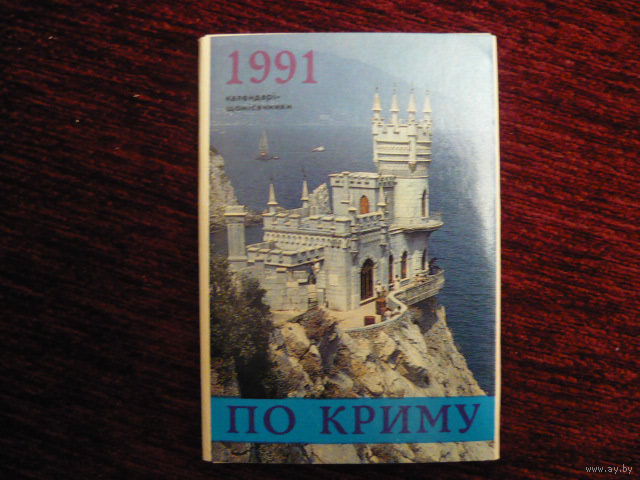 1991
календарі-
щомісячники
ПО КРИМУ
www.ay.by